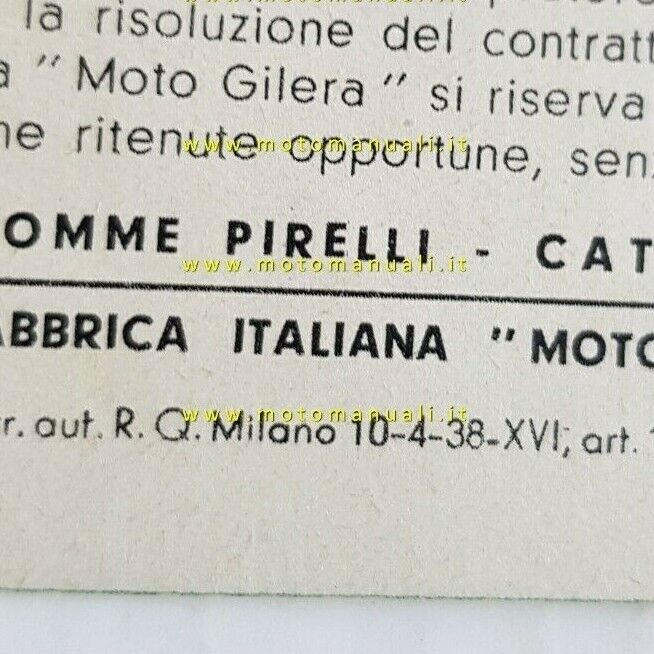 la risoluzione del contratt
a "Moto Gilera" si riserva
ne ritenute opportune, senz
www.motomanuali.it
OMME PIRELLI - CAT
www.motomanuali.it
ABBRICA ITALIANA "MOTO
www.motomanuali.it
r. aut. R. Q. Milano 10-4-38-XVI; art.